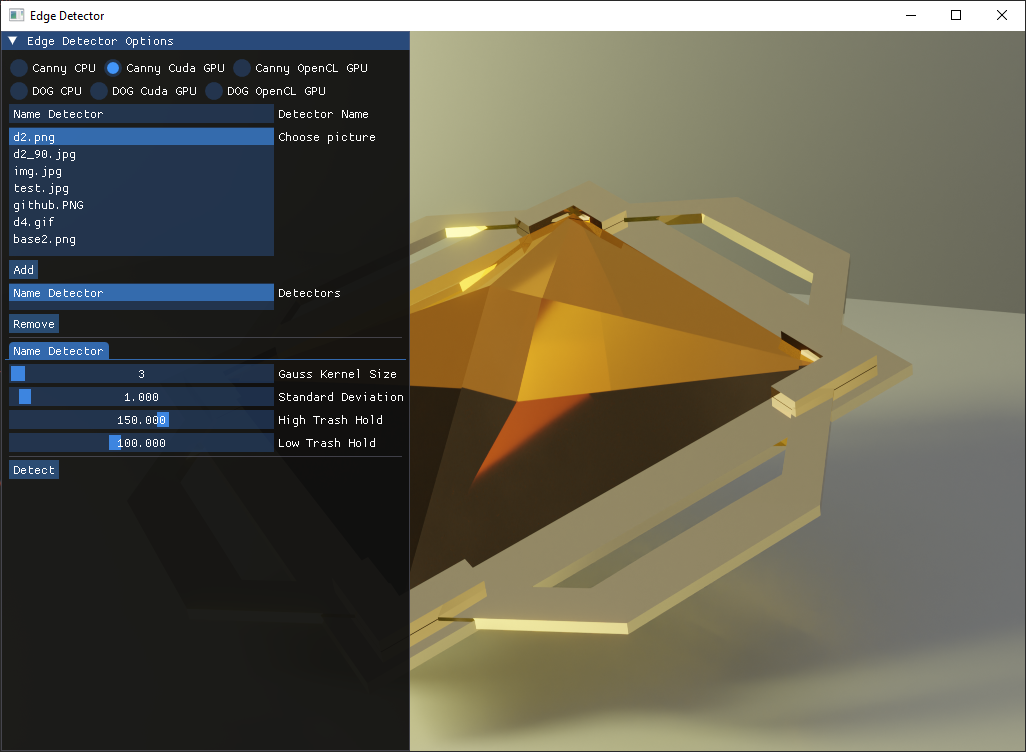 Edge Detector
Edge Detector Options
Canny CPU Canny Cuda GPU Canny OpenCL GPU
DOG CPU DOG Cuda GPU DOG OpenCL GPU
Name Detector Detector Name
d2.png Choose picture
d2_90.jpg
img.jpg
test.jpg
github.PNG
d4.gif
base2.png
Add
Name Detector Detectors
Remove
Name Detector
3 Gauss Kernel Size
1.000 Standard Deviation
150.000 High Trash Hold
100.000 Low Trash Hold
Detect